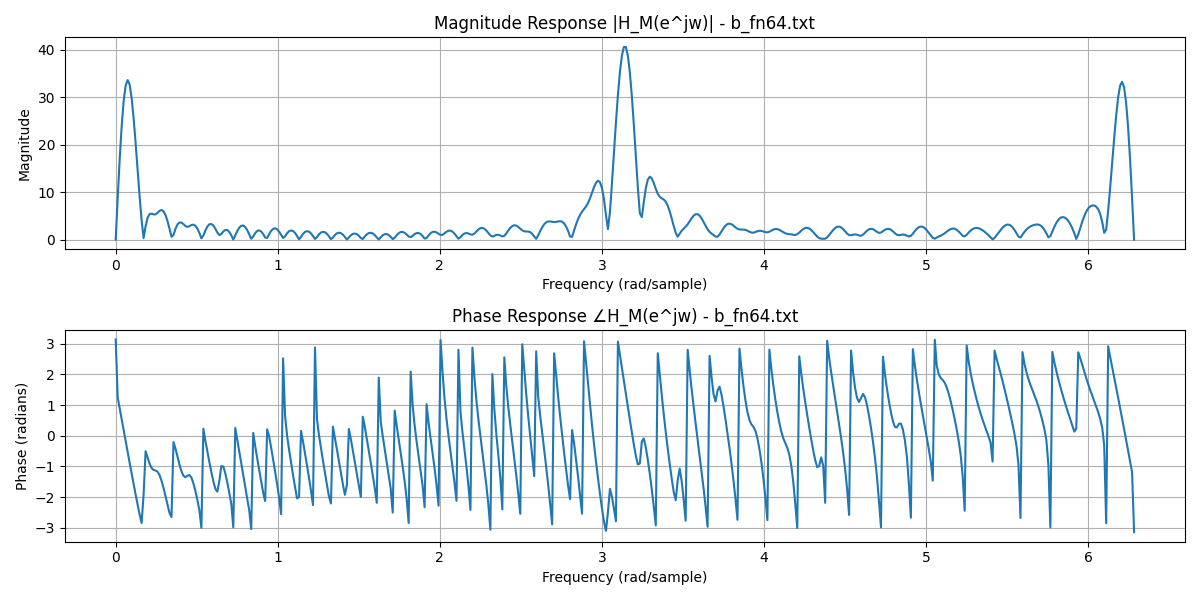 Magnitude Response |H_M(e^jw)| - b_fn64.txt
Magnitude
40
30
20
10
0
0 1 2 3 4 5 6
Frequency (rad/sample)
Phase Response ∠H_M(e^jw) - b_fn64.txt
Phase (radians)
3
2
1
0
−1
−2
−3
0 1 2 3 4 5 6
Frequency (rad/sample)